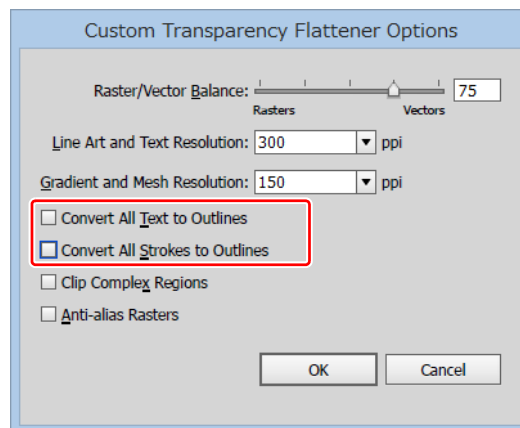 Custom Transparency Flattener Options
Raster/Vector Balance: 75
Rasters Vectors
Line Art and Text Resolution: 300 ppi
Gradient and Mesh Resolution: 150 ppi
Convert All Text to Outlines
Convert All Strokes to Outlines
Clip Complex Regions
Anti-alias Rasters
OK Cancel